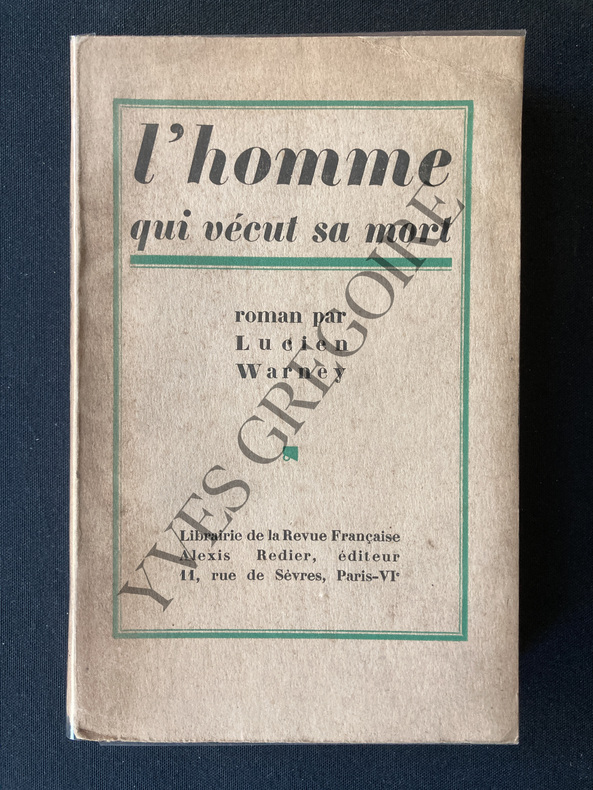 l'homme
qui vécut sa mort
roman par
Lucien
Warney
Librairie de la Revue Française
Alexis Redier, éditeur
11, rue de Sèvres, Paris-VIe
YVES GREGOIRE